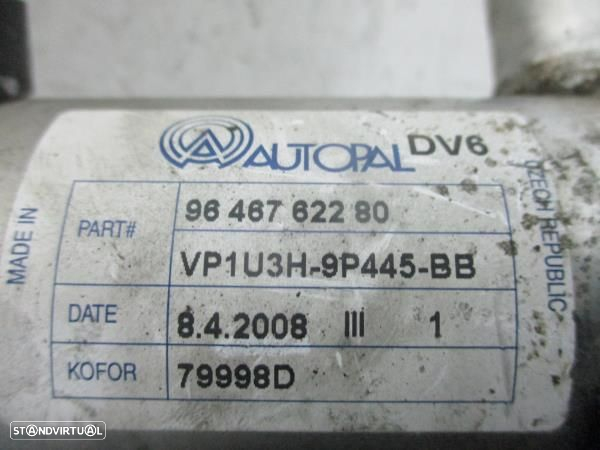 AUTOPAL DV6
MADE IN
CZECH REPUBLIC
PART# 96 467 622 80
VP1U3H-9P445-BB
DATE 8.4.2008 III 1
KOFOR 79998D
STANDVIRTUAL